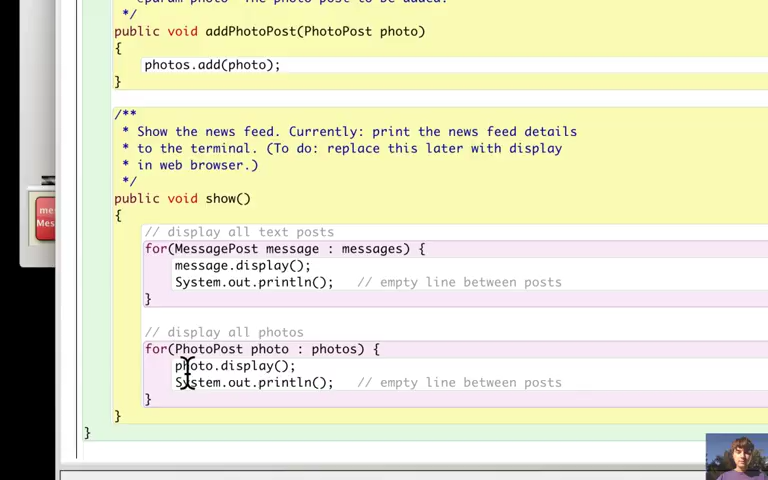 */
public void addPhotoPost(PhotoPost photo)
{
photos.add(photo);
}
/**
* Show the news feed. Currently: print the news feed details
* to the terminal. (To do: replace this later with display
* in web browser.)
*/
public void show()
{
// display all text posts
for(MessagePost message : messages) {
message.display();
System.out.println();   // empty line between posts
}
// display all photos
for(PhotoPost photo : photos) {
photo.display();
System.out.println();   // empty line between posts
}
}
}
me
Mes